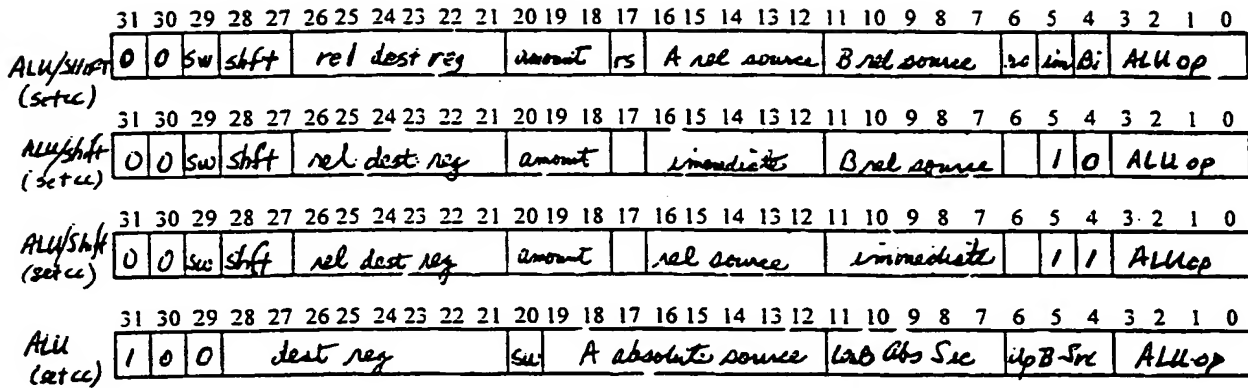 31 30 29 28 27 26 25 24 23 22 21 20 19 18 17 16 15 14 13 12 11 10 9 8 7 6 5 4 3 2 1 0
ALU/Shift 0 0 sw shft rel dest reg amount rs A rel source B rel source im Bi ALU op
(setcc)
31 30 29 28 27 26 25 24 23 22 21 20 19 18 17 16 15 14 13 12 11 10 9 8 7 6 5 4 3 2 1 0
ALU/shft 0 0 sw shft rel dest reg amount immediate B rel source 1 0 ALU op
(setcc)
31 30 29 28 27 26 25 24 23 22 21 20 19 18 17 16 15 14 13 12 11 10 9 8 7 6 5 4 3 2 1 0
ALU/Shft 0 0 sw shft rel dest reg amount rel source immediate 1 1 ALU op
(setcc)
31 30 29 28 27 26 25 24 23 22 21 20 19 18 17 16 15 14 13 12 11 10 9 8 7 6 5 4 3 2 1 0
ALU 1 0 0 dest reg sw A absolute source Abs Src B Src ALU op
(setcc)